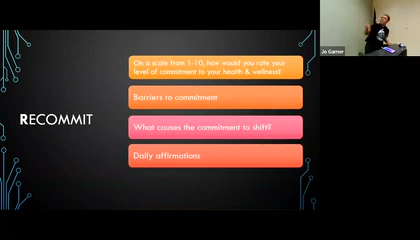 RECOMMIT
On a scale from 1-10, how would you rate your
level of commitment to your health & wellness?
Barriers to commitment
What causes the commitment to shift?
Daily affirmations
Jo Garner